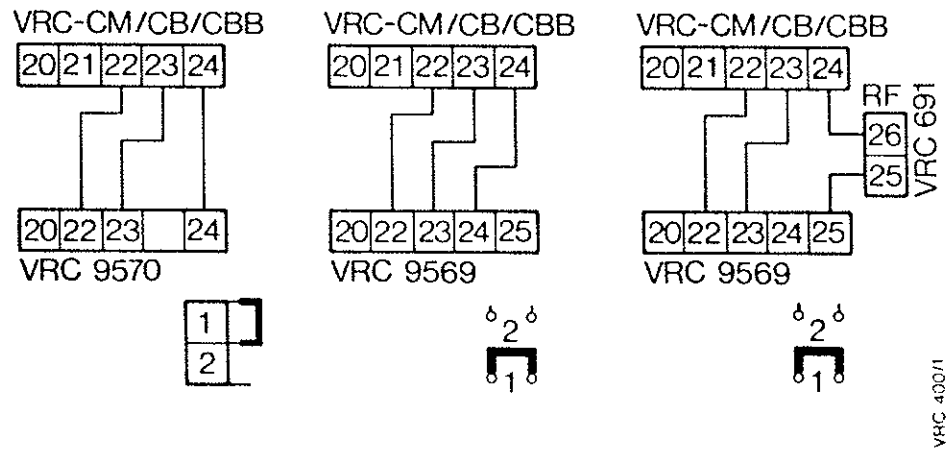 VRC-CM/CB/CBB VRC-CM/CB/CBB VRC-CM/CB/CBB
20 21 22 23 24 20 21 22 23 24 20 21 22 23 24
RF
26
25
VRC 691
20 22 23 24 20 22 23 24 25 20 22 23 24 25
VRC 9570 VRC 9569 VRC 9569
1
2
2
1
2
1
VRC 400/1